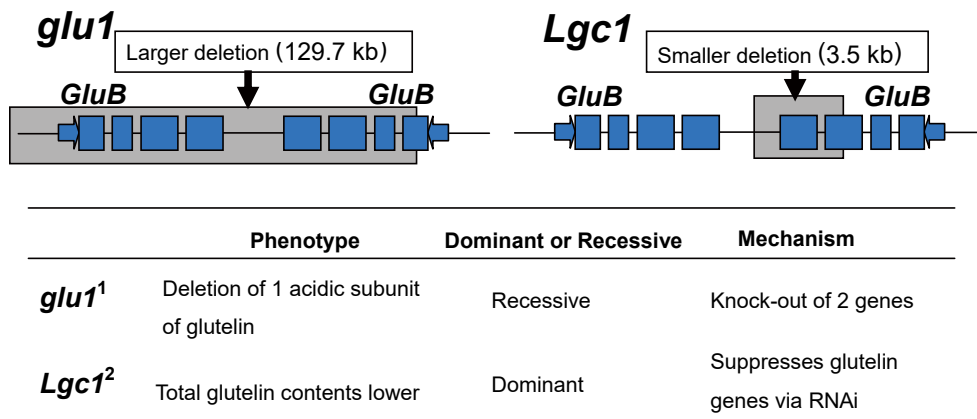 glu1
Larger deletion (129.7 kb)
GluB GluB
Lgc1
Smaller deletion (3.5 kb)
GluB GluB
Phenotype Dominant or Recessive Mechanism
glu1¹ Deletion of 1 acidic subunit
of glutelin Recessive Knock-out of 2 genes
Lgc1² Total glutelin contents lower Dominant Suppresses glutelin
genes via RNAi